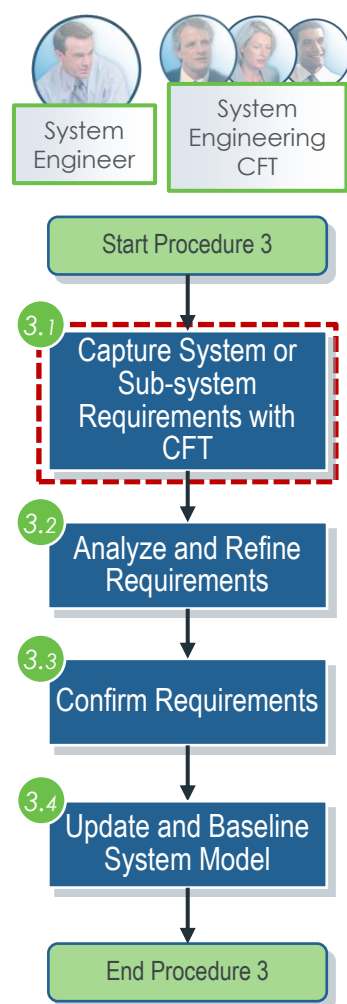 System
Engineer
System
Engineering
CFT
Start Procedure 3
3.1
Capture System or
Sub-system
Requirements with
CFT
3.2
Analyze and Refine
Requirements
3.3
Confirm Requirements
3.4
Update and Baseline
System Model
End Procedure 3